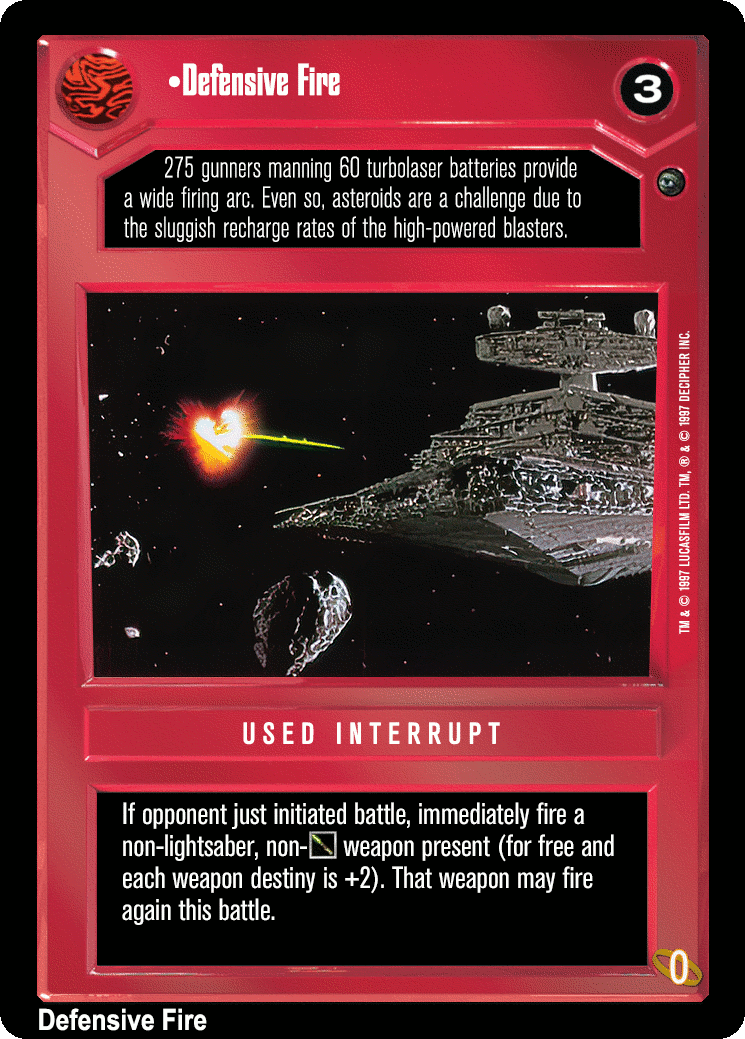 •Defensive Fire
3
275 gunners manning 60 turbolaser batteries provide
a wide firing arc. Even so, asteroids are a challenge due to
the sluggish recharge rates of the high-powered blasters.
TM & © 1997 LUCASFILM LTD. TM, ® & © 1997 DECIPHER INC.
USED INTERRUPT
If opponent just initiated battle, immediately fire a
non-lightsaber, non- weapon present (for free and
each weapon destiny is +2). That weapon may fire
again this battle.
0
Defensive Fire